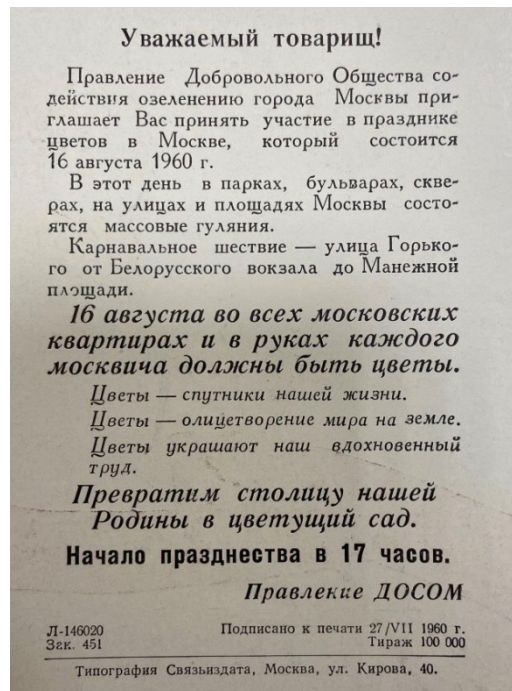 Уважаемый товарищ!
Правление Добровольного Общества со-
действия озеленению города Москвы при-
глашает Вас принять участие в празднике
цветов в Москве, который состоится
16 августа 1960 г.
В этот день в парках, бульварах, скве-
рах, на улицах и площадях Москвы состо-
ятся массовые гуляния.
Карнавальное шествие — улица Горько-
го от Белорусского вокзала до Манежной
площади.
16 августа во всех московских
квартирах и в руках каждого
москвича должны быть цветы.
Цветы — спутники нашей жизни.
Цветы — олицетворение мира на земле.
Цветы украшают наш вдохновенный
труд.
Превратим столицу нашей
Родины в цветущий сад.
Начало празднества в 17 часов.
Правление ДОСОМ
Л-146020 Подписано к печати 27/VII 1960 г.
Зак. 451 Тираж 100 000
Типография Связьиздата, Москва, ул. Кирова, 40.